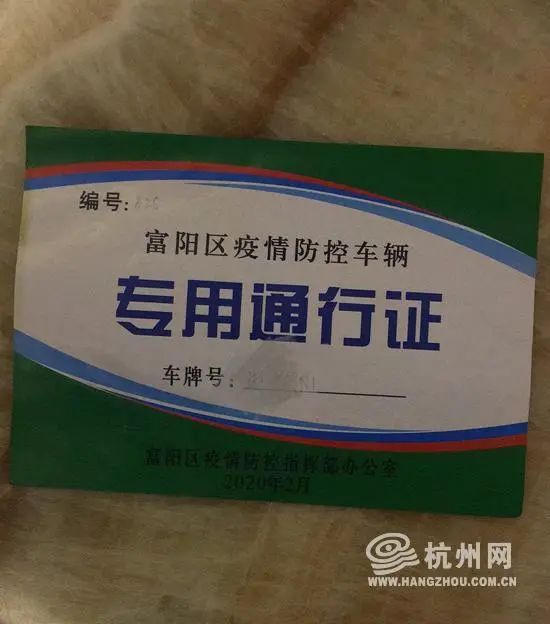 编号:
富阳区疫情防控车辆
专用通行证
车牌号:
富阳区疫情防控指挥部办公室
2020年2月
杭州网
WWW.HANGZHOU.COM.CN